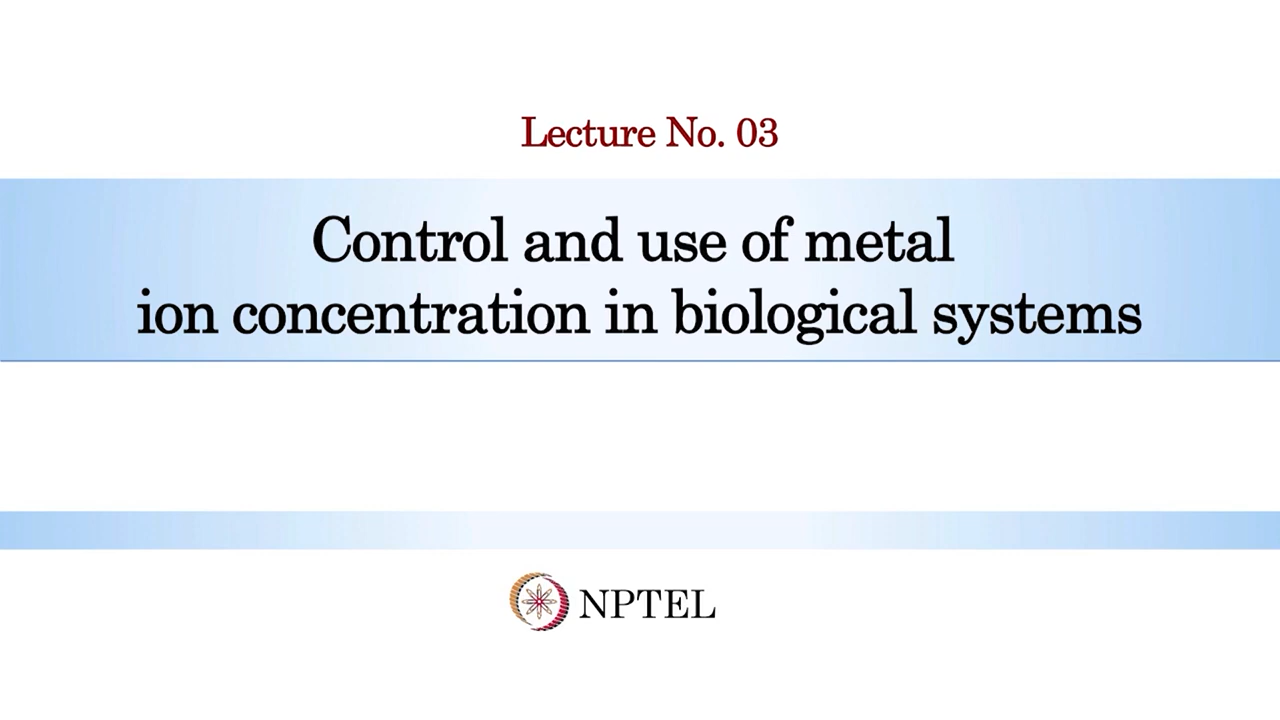 Lecture No. 03
Control and use of metal
ion concentration in biological systems
NPTEL